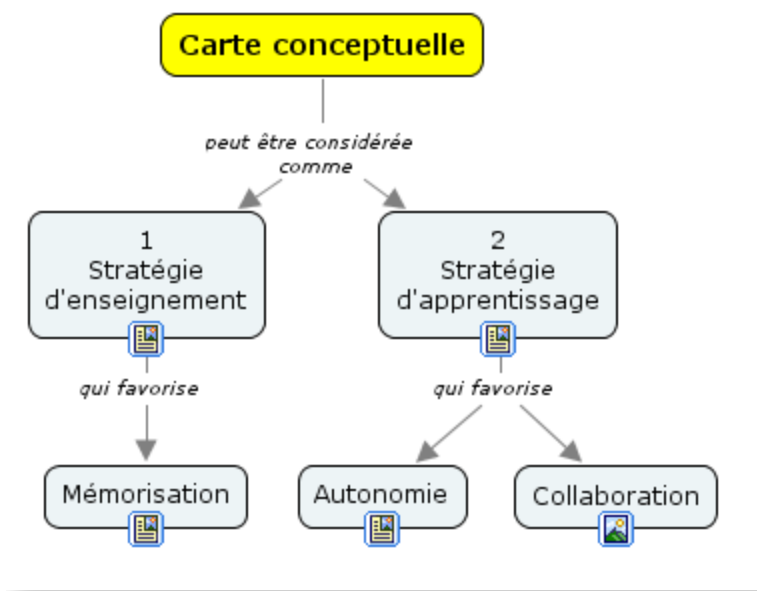 Carte conceptuelle
peut être considérée
comme
1
Stratégie
d'enseignement
2
Stratégie
d'apprentissage
qui favorise
qui favorise
Mémorisation
Autonomie
Collaboration